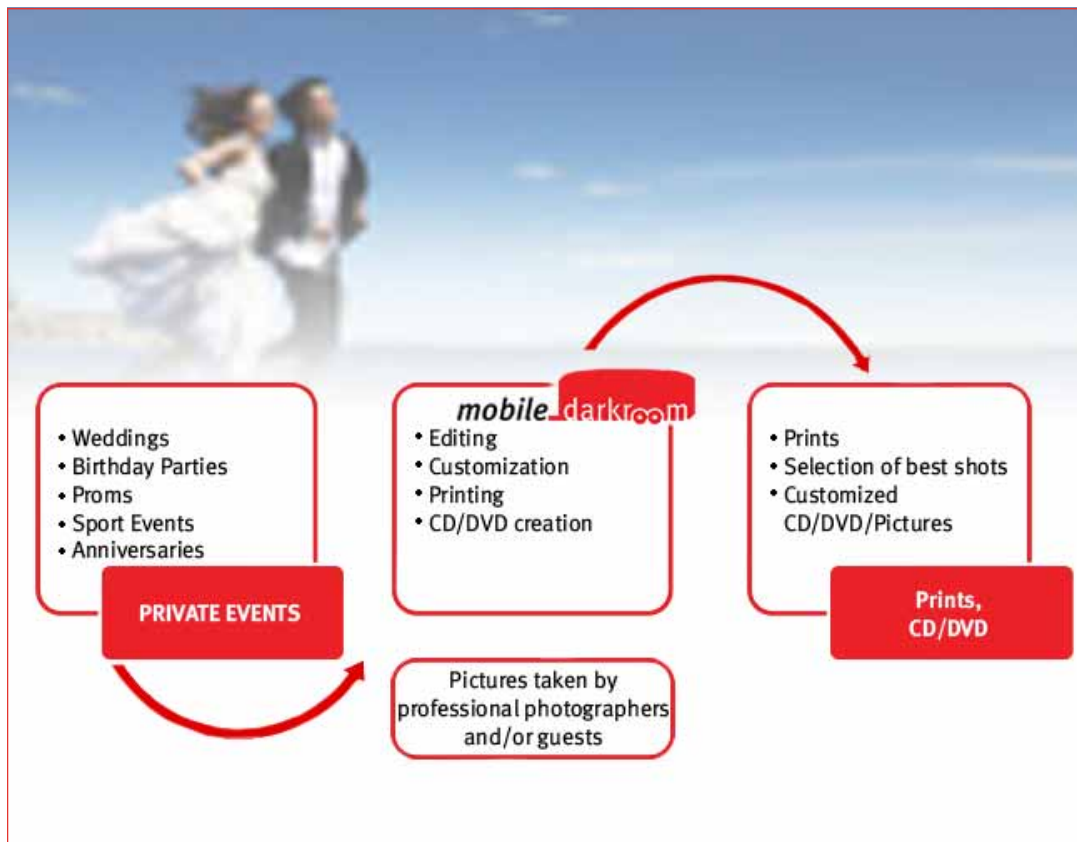 • Weddings
• Birthday Parties
• Proms
• Sport Events
• Anniversaries
PRIVATE EVENTS
mobile darkroom
• Editing
• Customization
• Printing
• CD/DVD creation
Pictures taken by
professional photographers
and/or guests
• Prints
• Selection of best shots
• Customized
CD/DVD/Pictures
Prints,
CD/DVD